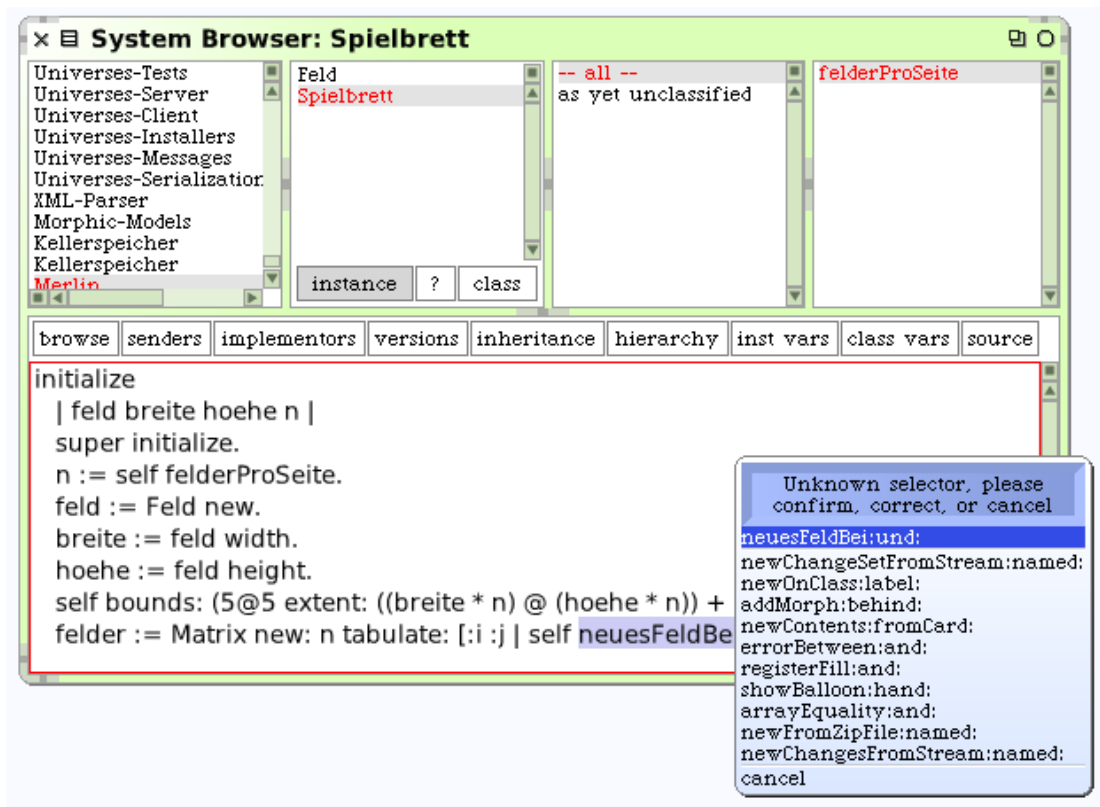 System Browser: Spielbrett
Universes-Tests
Universes-Server
Universes-Client
Universes-Installers
Universes-Messages
Universes-Serialization
XML-Parser
Morphic-Models
Kellerspeicher
Kellerspeicher
Merlin
Feld
Spielbrett
instance
?
class
-- all --
as yet unclassified
felderProSeite
browse
senders
implementors
versions
inheritance
hierarchy
inst vars
class vars
source
initialize
| feld breite hoehe n |
super initialize.
n := self felderProSeite.
feld := Feld new.
breite := feld width.
hoehe := feld height.
self bounds: (5@5 extent: ((breite * n) @ (hoehe * n)) +
felder := Matrix new: n tabulate: [:i :j | self neuesFeldBe
Unknown selector, please
confirm, correct, or cancel
neuesFeldBei:und:
newChangeSetFromStream:named:
newOnClass:label:
addMorph:behind:
newContents:fromCard:
errorBetween:and:
registerFill:and:
showBalloon:hand:
arrayEquality:and:
newFromZipFile:named:
newChangesFromStream:named:
cancel